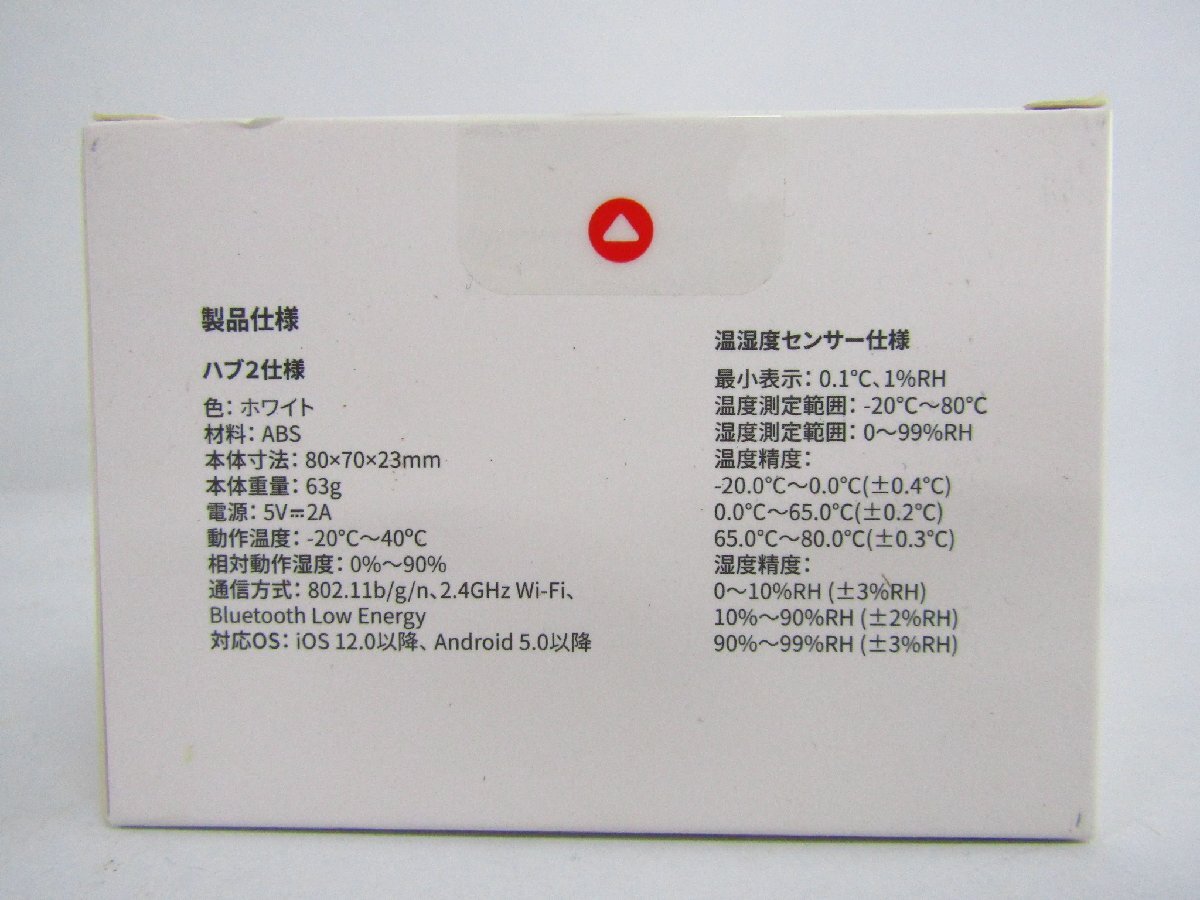 製品仕様
ハブ2仕様
色：ホワイト
材料：ABS
本体寸法：80×70×23mm
本体重量：63g
電源：5V⎓2A
動作温度：-20℃～40℃
相対動作湿度：0%～90%
通信方式：802.11b/g/n、2.4GHz Wi-Fi、
Bluetooth Low Energy
対応OS：iOS 12.0以降、Android 5.0以降
温湿度センサー仕様
最小表示：0.1℃、1%RH
温度測定範囲：-20℃～80℃
湿度測定範囲：0～99%RH
温度精度：
-20.0℃～0.0℃(±0.4℃)
0.0℃～65.0℃(±0.2℃)
65.0℃～80.0℃(±0.3℃)
湿度精度：
0～10%RH (±3%RH)
10%～90%RH (±2%RH)
90%～99%RH (±3%RH)